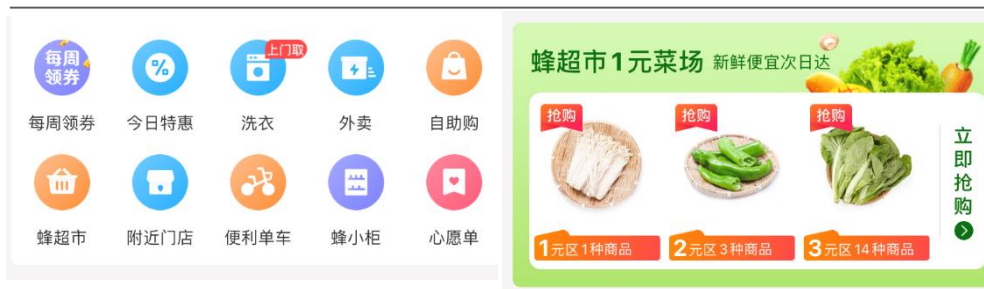 每周
领券
上门取
每周领券
今日特惠
洗衣
外卖
自助购
蜂超市
附近门店
便利单车
蜂小柜
心愿单
蜂超市1元菜场 新鲜便宜次日达
抢购
抢购
抢购
1元区1种商品
2元区3种商品
3元区14种商品
立即抢购